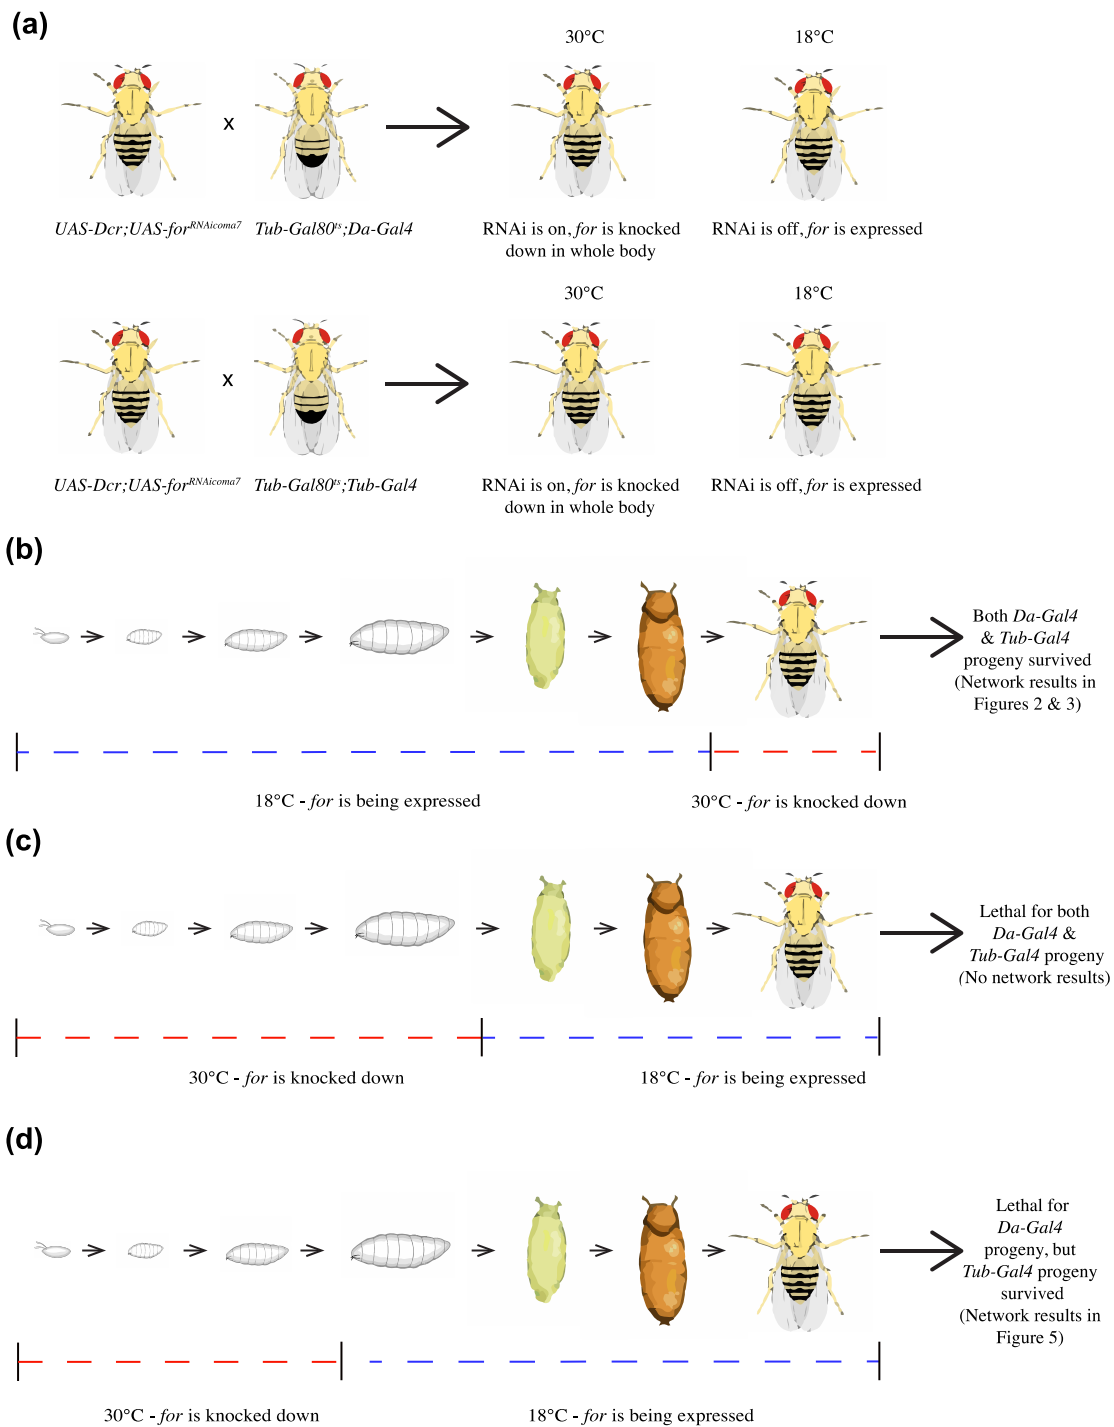 (a)
30°C
18°C
x
UAS-Dcr;UAS-for^RNAicoma7
Tub-Gal80^ts;Da-Gal4
RNAi is on, for is knocked
down in whole body
RNAi is off, for is expressed
30°C
18°C
x
UAS-Dcr;UAS-for^RNAicoma7
Tub-Gal80^ts;Tub-Gal4
RNAi is on, for is knocked
down in whole body
RNAi is off, for is expressed
(b)
Both Da-Gal4
& Tub-Gal4
progeny survived
(Network results in
Figures 2 & 3)
18°C - for is being expressed
30°C - for is knocked down
(c)
Lethal for both
Da-Gal4 &
Tub-Gal4 progeny
(No network results)
30°C - for is knocked down
18°C - for is being expressed
(d)
Lethal for
Da-Gal4
progeny, but
Tub-Gal4 progeny
survived
(Network results in
Figure 5)
30°C - for is knocked down
18°C - for is being expressed